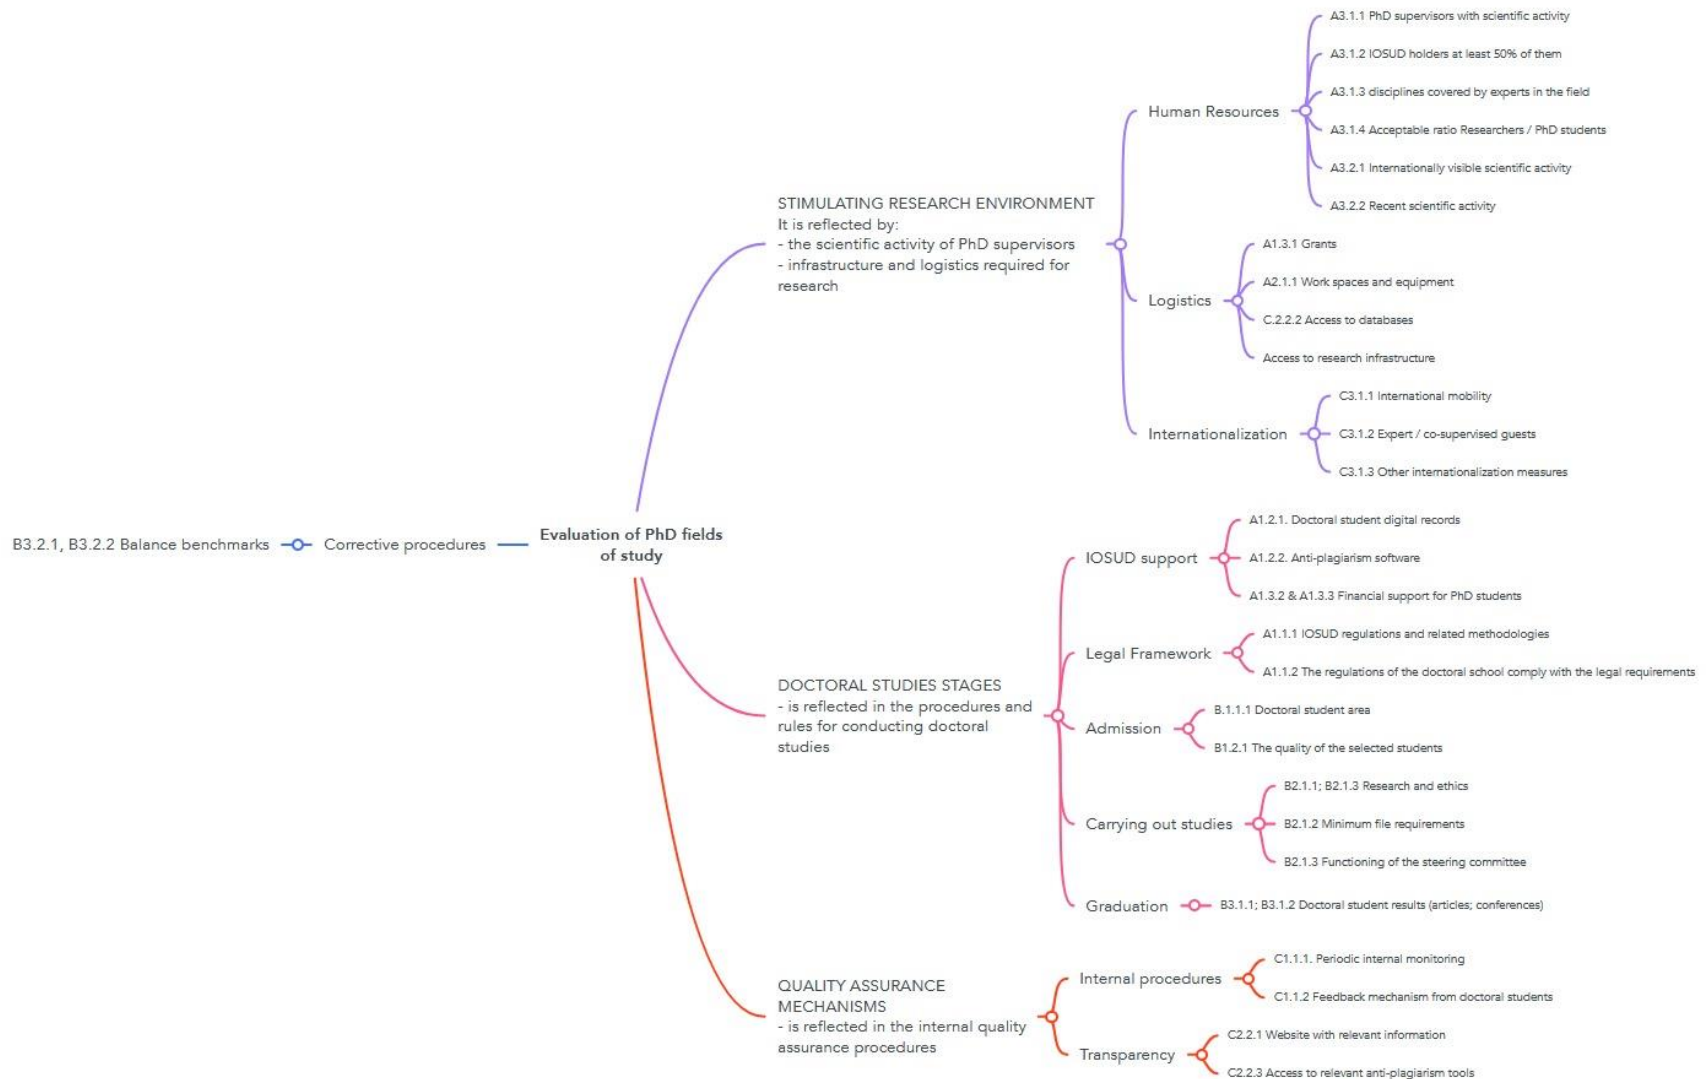 B3.2.1, B3.2.2 Balance benchmarks
Corrective procedures
Evaluation of PhD fields
of study
STIMULATING RESEARCH ENVIRONMENT
It is reflected by:
- the scientific activity of PhD supervisors
- infrastructure and logistics required for
research
Human Resources
A3.1.1 PhD supervisors with scientific activity
A3.1.2 IOSUD holders at least 50% of them
A3.1.3 disciplines covered by experts in the field
A3.1.4 Acceptable ratio Researchers / PhD students
A3.2.1 Internationally visible scientific activity
A3.2.2 Recent scientific activity
Logistics
A1.3.1 Grants
A2.1.1 Work spaces and equipment
C.2.2.2 Access to databases
Access to research infrastructure
Internationalization
C3.1.1 International mobility
C3.1.2 Expert / co-supervised guests
C3.1.3 Other internationalization measures
DOCTORAL STUDIES STAGES
- is reflected in the procedures and
rules for conducting doctoral
studies
IOSUD support
A1.2.1. Doctoral student digital records
A1.2.2. Anti-plagiarism software
A1.3.2 & A1.3.3 Financial support for PhD students
Legal Framework
A1.1.1 IOSUD regulations and related methodologies
A1.1.2 The regulations of the doctoral school comply with the legal requirements
Admission
B.1.1.1 Doctoral student area
B1.2.1 The quality of the selected students
Carrying out studies
B2.1.1; B2.1.3 Research and ethics
B2.1.2 Minimum file requirements
B2.1.3 Functioning of the steering committee
Graduation
B3.1.1; B3.1.2 Doctoral student results (articles; conferences)
QUALITY ASSURANCE
MECHANISMS
- is reflected in the internal quality
assurance procedures
Internal procedures
C1.1.1. Periodic internal monitoring
C1.1.2 Feedback mechanism from doctoral students
Transparency
C2.2.1 Website with relevant information
C2.2.3 Access to relevant anti-plagiarism tools